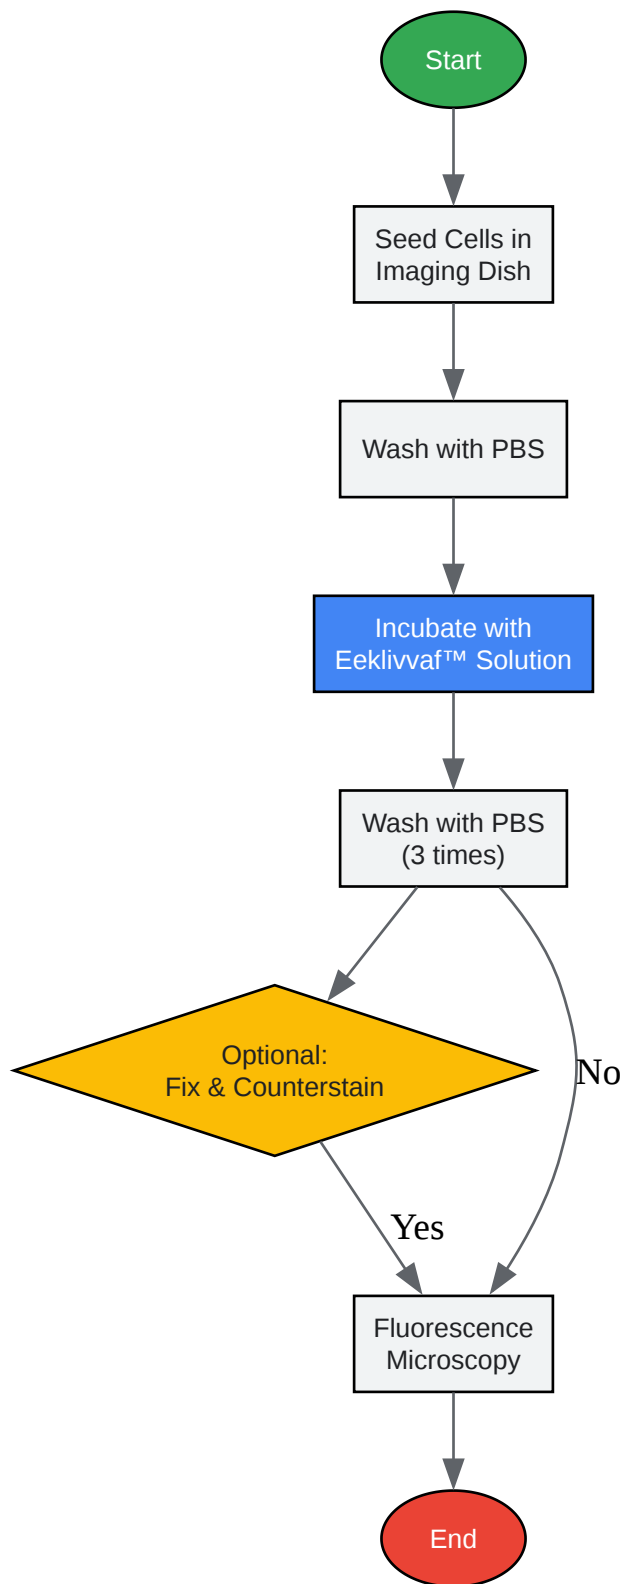 Start
Seed Cells in
Imaging Dish
Wash with PBS
Incubate with
Eeklivvaf™ Solution
Wash with PBS
(3 times)
Optional:
Fix & Counterstain
No
Yes
Fluorescence
Microscopy
End